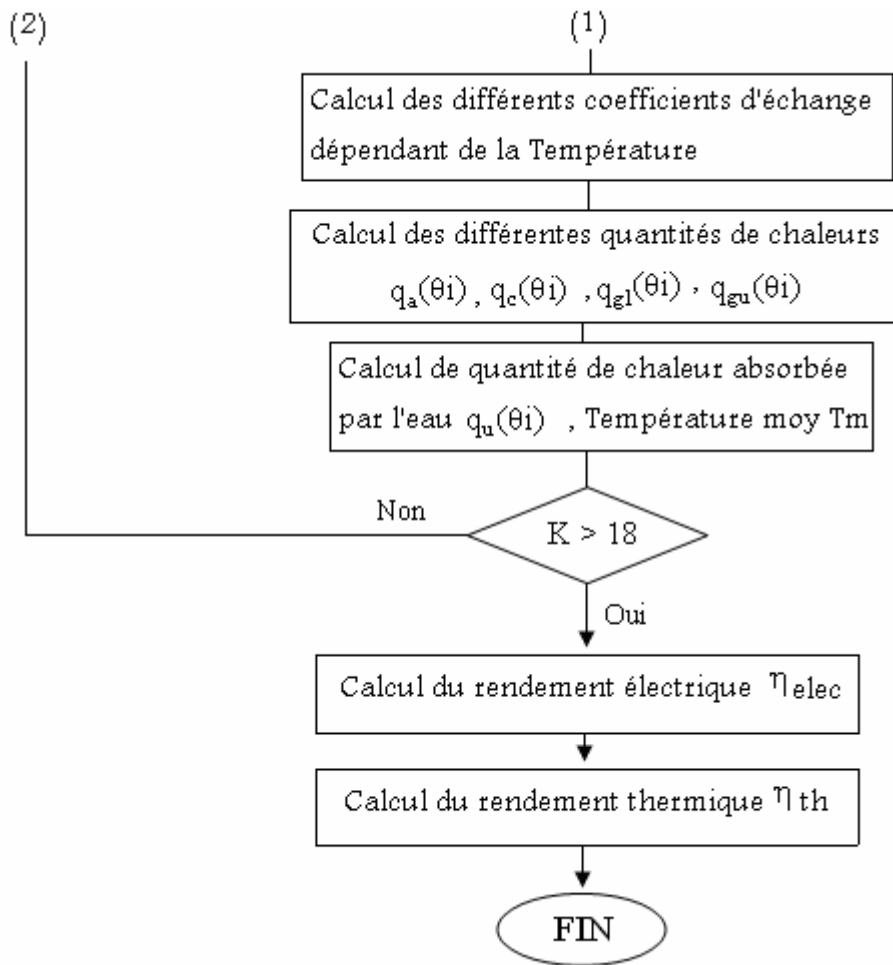 (2) (1)
Calcul des différents coefficients d'échange
dépendant de la Température
Calcul des différentes quantités de chaleurs
qa(θi) , qc(θi) , qgl(θi) , qgu(θi)
Calcul de quantité de chaleur absorbée
par l'eau qu(θi) , Température moy Tm
Non
K > 18
Oui
Calcul du rendement électrique ηelec
Calcul du rendement thermique ηth
FIN